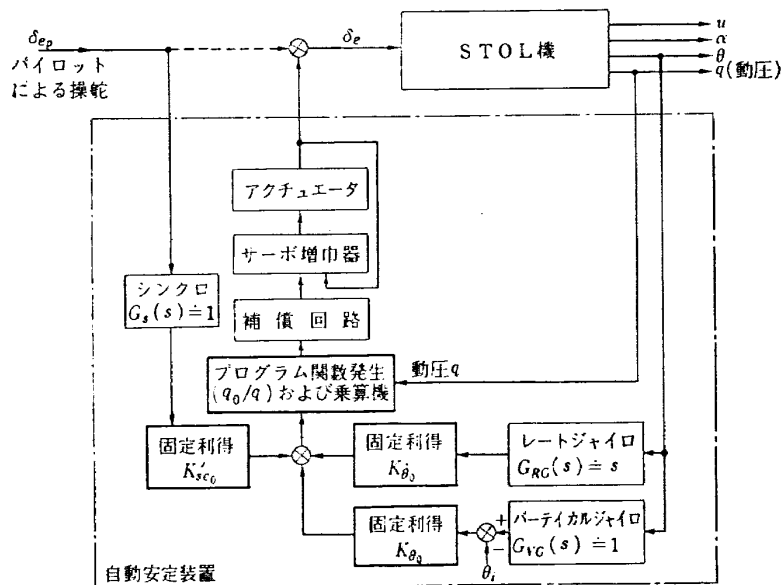 δep
パイロット
による操舵
δe
STOL機
u
α
θ
q(動圧)
アクチュエータ
サーボ増巾器
シンクロ
Gs(s)≒1
補償回路
プログラム関数発生
(q0/q)および乗算機
動圧q
固定利得
K'sc0
固定利得
Kθ̇0
レートジャイロ
GRG(s)≒s
固定利得
Kθ0
+
−
バーティカルジャイロ
GVG(s)≒1
θi
自動安定装置